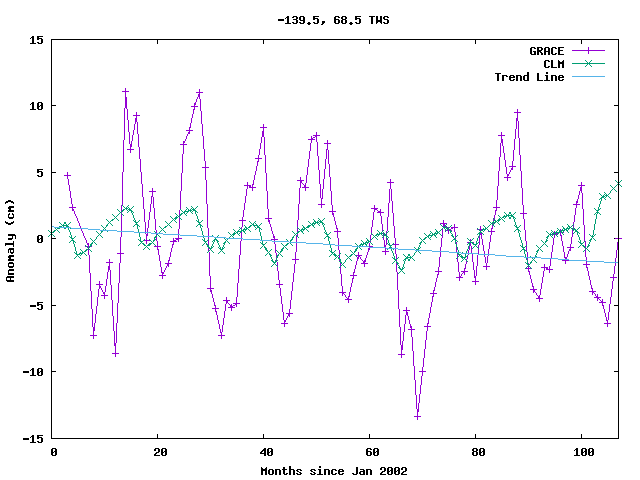 -139.5, 68.5 TWS
GRACE
CLM
Trend Line
Anomaly (cm)
15
10
5
0
-5
-10
-15
0 20 40 60 80 100
Months since Jan 2002